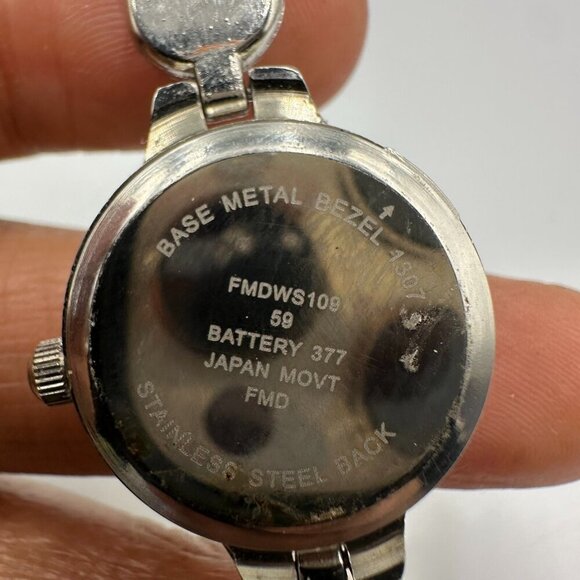 BASE METAL BEZEL 1307
FMDWS109
59
BATTERY 377
JAPAN MOVT
FMD
STAINLESS STEEL BACK